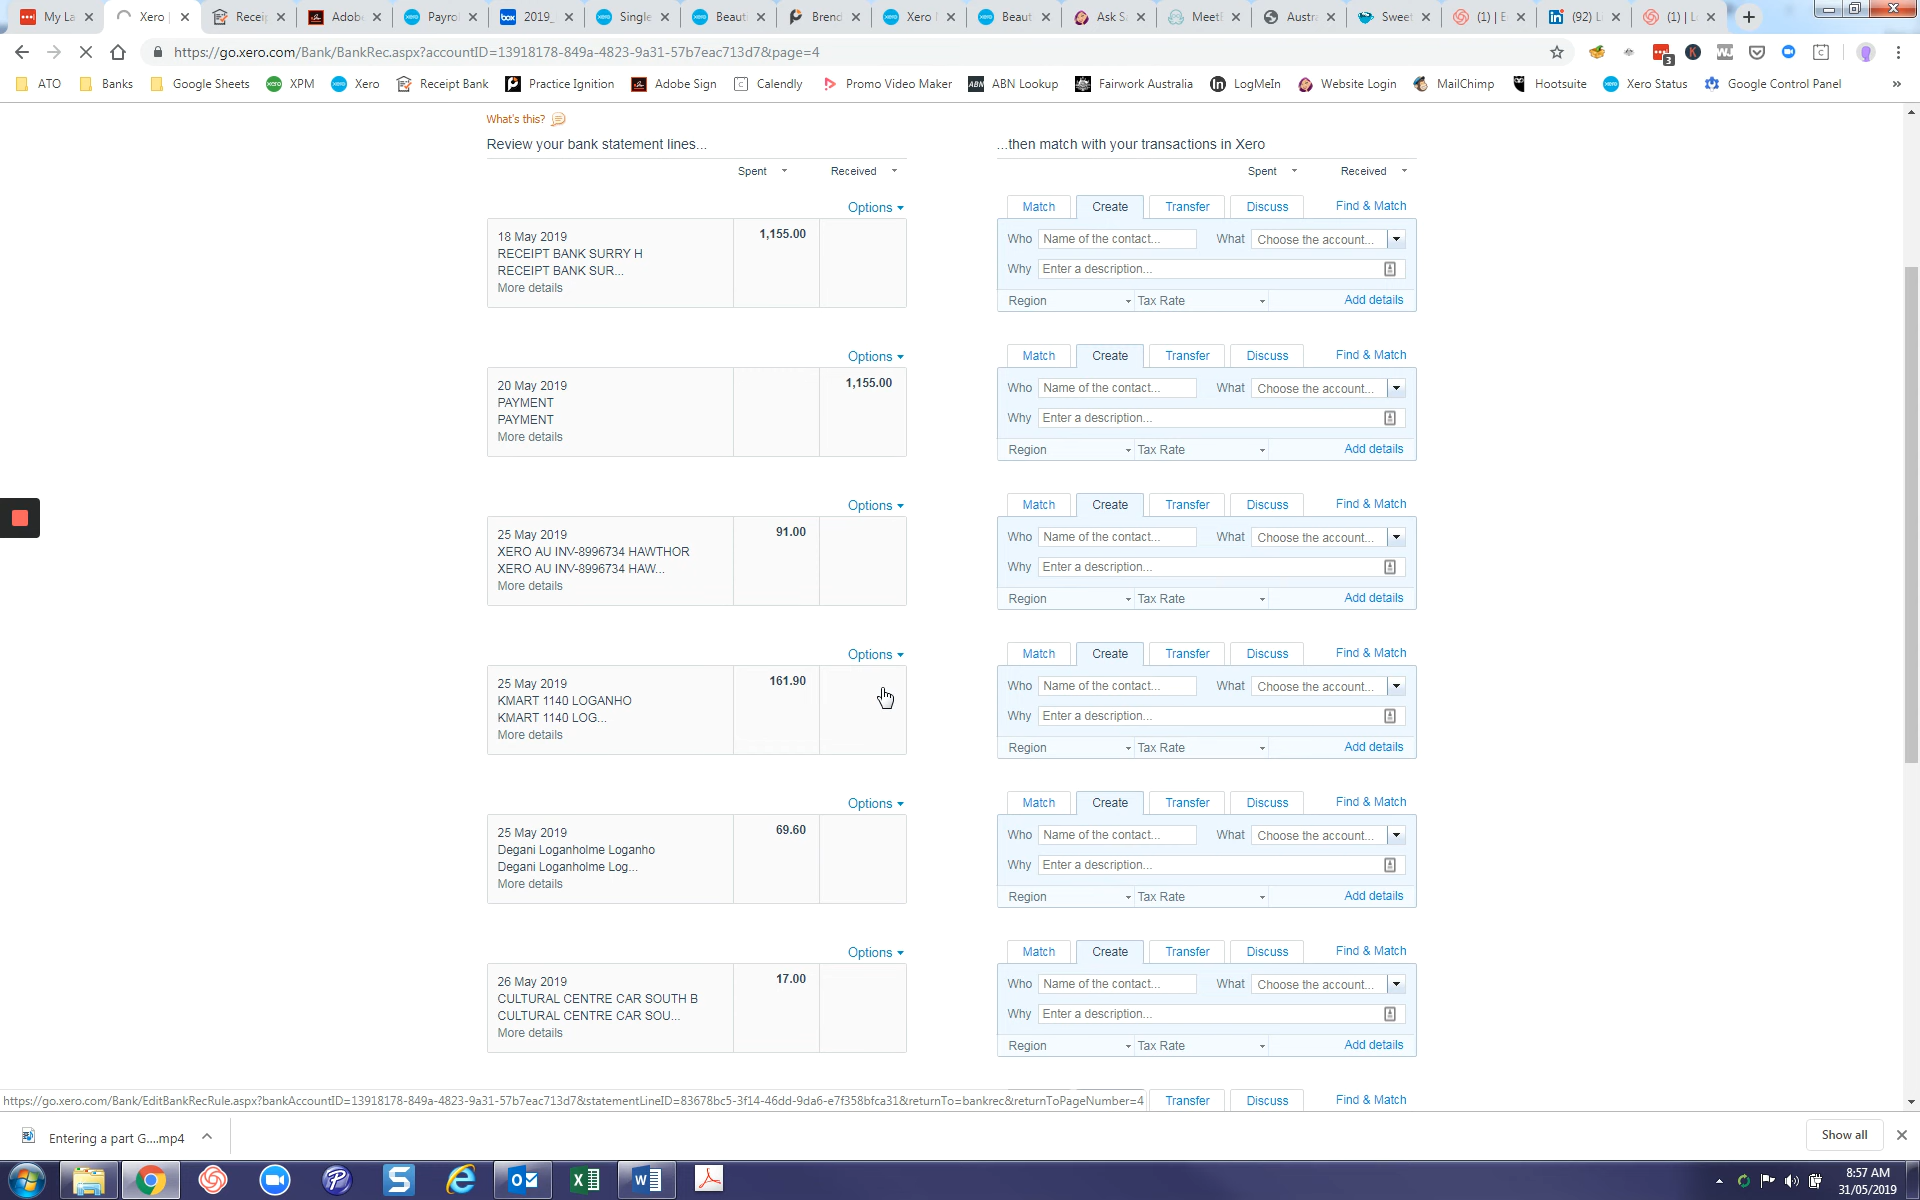 My La
Xero |
Recei
Adob
Payro
2019_
Single
Beaut
Brend
Xero
Beaut
Ask S
MeetE
Austr
Sweet
(1) | E
(92) Li
(1) | L
https://go.xero.com/Bank/BankRec.aspx?accountID=13918178-849a-4823-9a31-57b7eac713d7&page=4
3
ATO Banks Google Sheets XPM Xero Receipt Bank Practice Ignition Adobe Sign Calendly Promo Video Maker ABN Lookup Fairwork Australia LogMeIn Website Login MailChimp Hootsuite Xero Status Google Control Panel »
What's this?
Review your bank statement lines...
...then match with your transactions in Xero
Spent Received
Spent Received
Options
18 May 2019 1,155.00
RECEIPT BANK SURRY H
RECEIPT BANK SUR...
More details
Match Create Transfer Discuss Find & Match
Who Name of the contact... What Choose the account...
Why Enter a description...
Region Tax Rate Add details
Options
20 May 2019 1,155.00
PAYMENT
PAYMENT
More details
Match Create Transfer Discuss Find & Match
Who Name of the contact... What Choose the account...
Why Enter a description...
Region Tax Rate Add details
Options
25 May 2019 91.00
XERO AU INV-8996734 HAWTHOR
XERO AU INV-8996734 HAW...
More details
Match Create Transfer Discuss Find & Match
Who Name of the contact... What Choose the account...
Why Enter a description...
Region Tax Rate Add details
Options
25 May 2019 161.90
KMART 1140 LOGANHO
KMART 1140 LOG...
More details
Match Create Transfer Discuss Find & Match
Who Name of the contact... What Choose the account...
Why Enter a description...
Region Tax Rate Add details
Options
25 May 2019 69.60
Degani Loganholme Loganho
Degani Loganholme Log...
More details
Match Create Transfer Discuss Find & Match
Who Name of the contact... What Choose the account...
Why Enter a description...
Region Tax Rate Add details
Options
26 May 2019 17.00
CULTURAL CENTRE CAR SOUTH B
CULTURAL CENTRE CAR SOU...
More details
Match Create Transfer Discuss Find & Match
Who Name of the contact... What Choose the account...
Why Enter a description...
Region Tax Rate Add details
Transfer Discuss Find & Match
https://go.xero.com/Bank/EditBankRecRule.aspx?bankAccountID=13918178-849a-4823-9a31-57b7eac713d7&statementLineID=83678bc5-3f14-46dd-9da6-e7f358bfca31&returnTo=bankrec&returnToPageNumber=4
Entering a part G....mp4
Show all
8:57 AM
31/05/2019